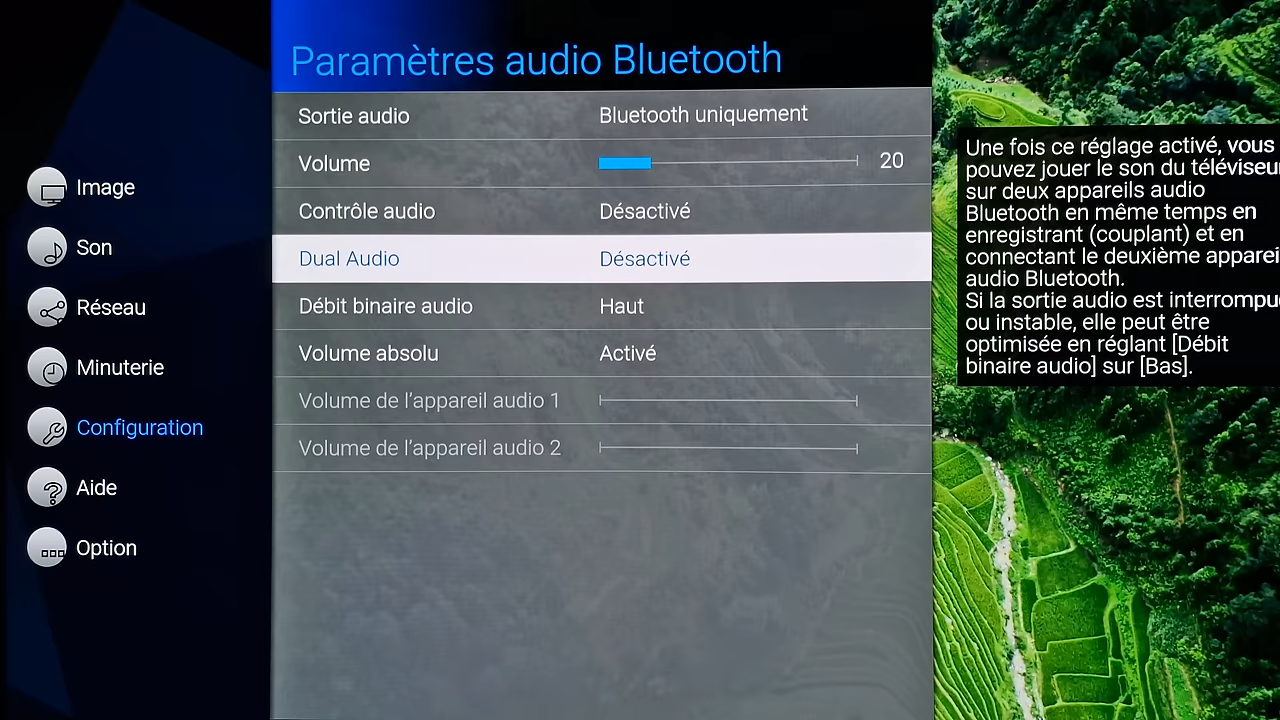 Paramètres audio Bluetooth
Image
Son
Réseau
Minuterie
Configuration
Aide
Option
Sortie audio Bluetooth uniquement
Volume 20
Contrôle audio Désactivé
Dual Audio Désactivé
Débit binaire audio Haut
Volume absolu Activé
Volume de l’appareil audio 1
Volume de l’appareil audio 2
Une fois ce réglage activé, vous
pouvez jouer le son du téléviseu
sur deux appareils audio
Bluetooth en même temps en
enregistrant (couplant) et en
connectant le deuxième apparei
audio Bluetooth.
Si la sortie audio est interrompu
ou instable, elle peut être
optimisée en réglant [Débit
binaire audio] sur [Bas].